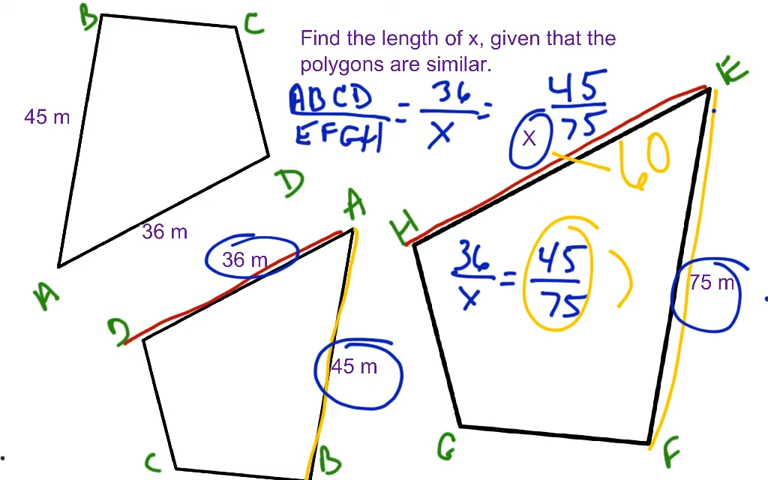 B
C
Find the length of x, given that the
polygons are similar.
45 m
ABCD/EFGH = 36/X = 45/75
E
X
60
D
36 m
A
A
36 m
H
36/X = 45/75 )
75 m
D
45 m
C
B
G
F